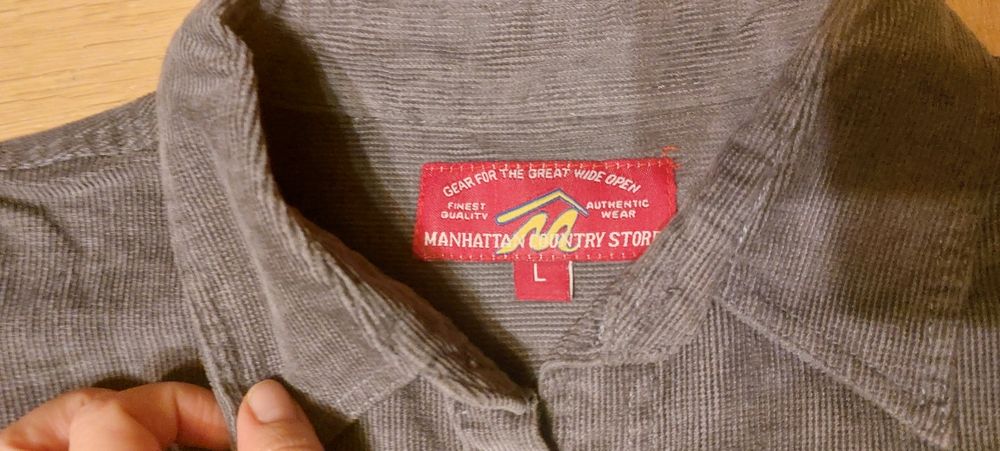 GEAR FOR THE GREAT WIDE OPEN
FINEST QUALITY
AUTHENTIC WEAR
MANHATTAN COUNTRY STORE
L